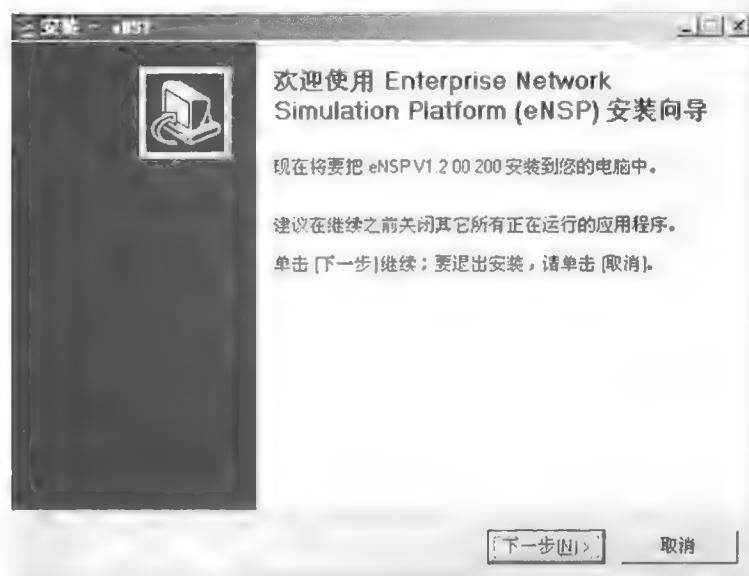 安装 - eNSP
欢迎使用 Enterprise Network
Simulation Platform (eNSP) 安装向导
现在将要把 eNSP V1.2 00 200 安装到您的电脑中。
建议在继续之前关闭其它所有正在运行的应用程序。
单击 [下一步]继续；要退出安装，请单击 [取消]。
下一步(N) >
取消